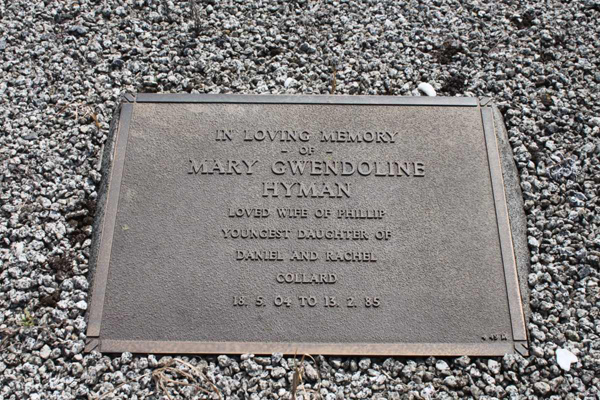 IN LOVING MEMORY
- OF -
MARY GWENDOLINE
HYMAN
LOVED WIFE OF PHILLIP
YOUNGEST DAUGHTER OF
DANIEL AND RACHEL
COLLARD
18. 5. 04 TO 13. 2. 85